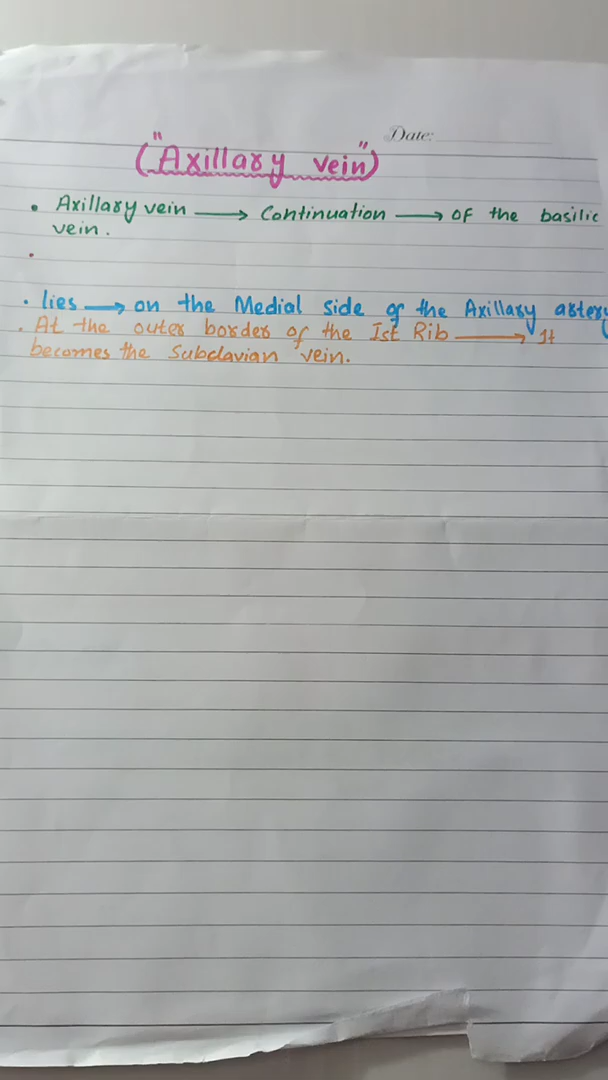 Date:
("Axillary vein")
• Axillary vein → Continuation → of the basilic
vein.
•
• lies → on the Medial side of the Axillary artery
• At the outer border of the Ist Rib → It
becomes the Subclavian vein.